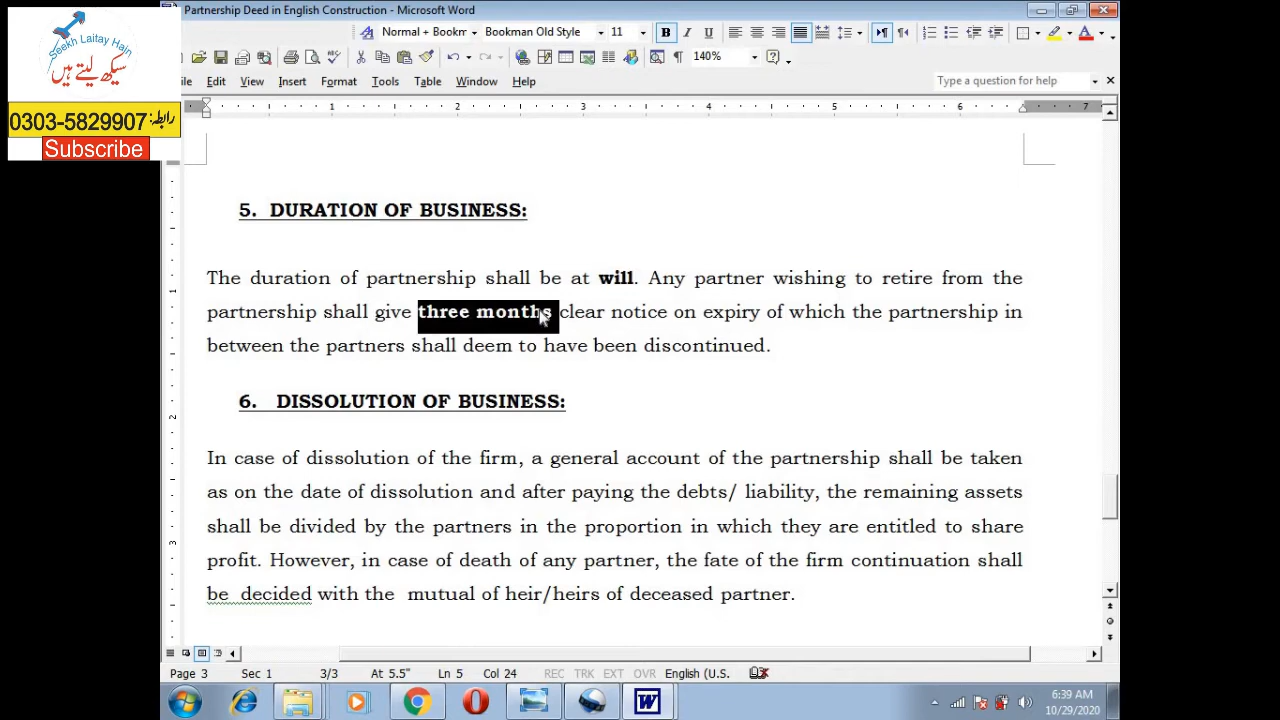 Partnership Deed in English Construction - Microsoft Word
Seekh Laitay Hain
سیکھ لیتے ہیں
Normal + Bookr
Bookman Old Style
11
B
I
U
140%
View
Insert
Format
Tools
Table
Window
Help
Type a question for help
0303-5829907 رابطہ:
Subscribe
1 2 3 4 5 6 7
5. DURATION OF BUSINESS:
The duration of partnership shall be at will. Any partner wishing to retire from the
partnership shall give three months clear notice on expiry of which the partnership in
between the partners shall deem to have been discontinued.
6. DISSOLUTION OF BUSINESS:
In case of dissolution of the firm, a general account of the partnership shall be taken
as on the date of dissolution and after paying the debts/ liability, the remaining assets
shall be divided by the partners in the proportion in which they are entitled to share
profit. However, in case of death of any partner, the fate of the firm continuation shall
be decided with the mutual of heir/heirs of deceased partner.
Page 3 Sec 1 3/3 At 5.5" Ln 5 Col 24 REC TRK EXT OVR English (U.S.
6:39 AM
10/29/2020